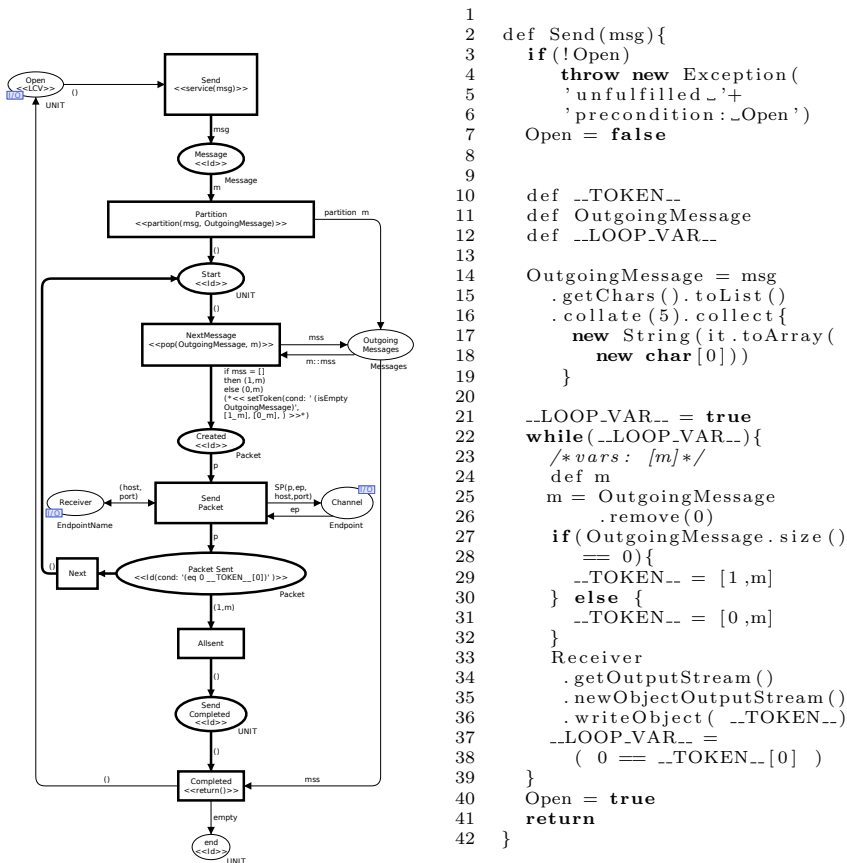 Open
<<LCV>>
I/O
UNIT
()
Send
<<service(msg)>>
msg
Message
<<Id>>
Message
m
Partition
<<partition(msg, OutgoingMessage)>>
partition m
()
Start
<<Id>>
UNIT
()
NextMessage
<<pop(OutgoingMessage, m)>>
mss
m::mss
Outgoing
Messages
Messages
if mss = []
then (1,m)
else (0,m)
(*<< setToken(cond: ' (isEmpty
OutgoingMessage)',
[1_m], [0_m], ) >>*)
Created
<<Id>>
Packet
p
Receiver
I/O
EndpointName
(host,
port)
Send
Packet
SP(p,ep,
host,port)
ep
Channel
I/O
Endpoint
p
()
Next
Packet Sent
<<Id(cond: '(eq 0 __TOKEN__[0])' )>>
Packet
(1,m)
Allsent
()
Send
Completed
<<Id>>
UNIT
()
()
Completed
<<return()>>
mss
empty
end
<<Id>>
UNIT
1
2 def Send(msg){
3 if(!Open)
4 throw new Exception(
5 'unfulfilled␣'+
6 'precondition:␣Open')
7 Open = false
8
9
10 def __TOKEN__
11 def OutgoingMessage
12 def __LOOP_VAR__
13
14 OutgoingMessage = msg
15 .getChars().toList()
16 .collate(5).collect{
17 new String(it.toArray(
18 new char[0]))
19 }
20
21 __LOOP_VAR__ = true
22 while(__LOOP_VAR__){
23 /*vars: [m]*/
24 def m
25 m = OutgoingMessage
26 .remove(0)
27 if(OutgoingMessage.size()
28 == 0){
29 __TOKEN__ = [1,m]
30 } else {
31 __TOKEN__ = [0,m]
32 }
33 Receiver
34 .getOutputStream()
35 .newObjectOutputStream()
36 .writeObject( __TOKEN__)
37 __LOOP_VAR__ =
38 ( 0 == __TOKEN__[0] )
39 }
40 Open = true
41 return
42 }